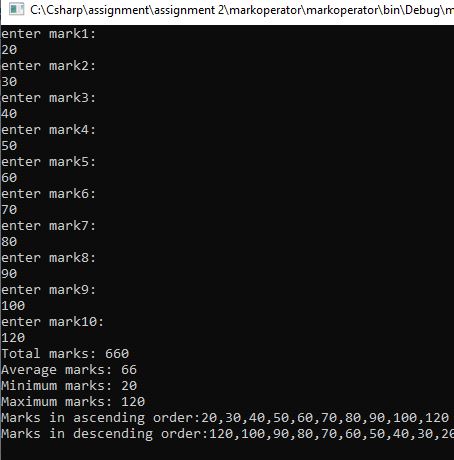 C:\Csharp\assignment\assignment 2\markoperator\markoperator\bin\Debug\m
enter mark1:
20
enter mark2:
30
enter mark3:
40
enter mark4:
50
enter mark5:
60
enter mark6:
70
enter mark7:
80
enter mark8:
90
enter mark9:
100
enter mark10:
120
Total marks: 660
Average marks: 66
Minimum marks: 20
Maximum marks: 120
Marks in ascending order:20,30,40,50,60,70,80,90,100,120
Marks in descending order:120,100,90,80,70,60,50,40,30,20